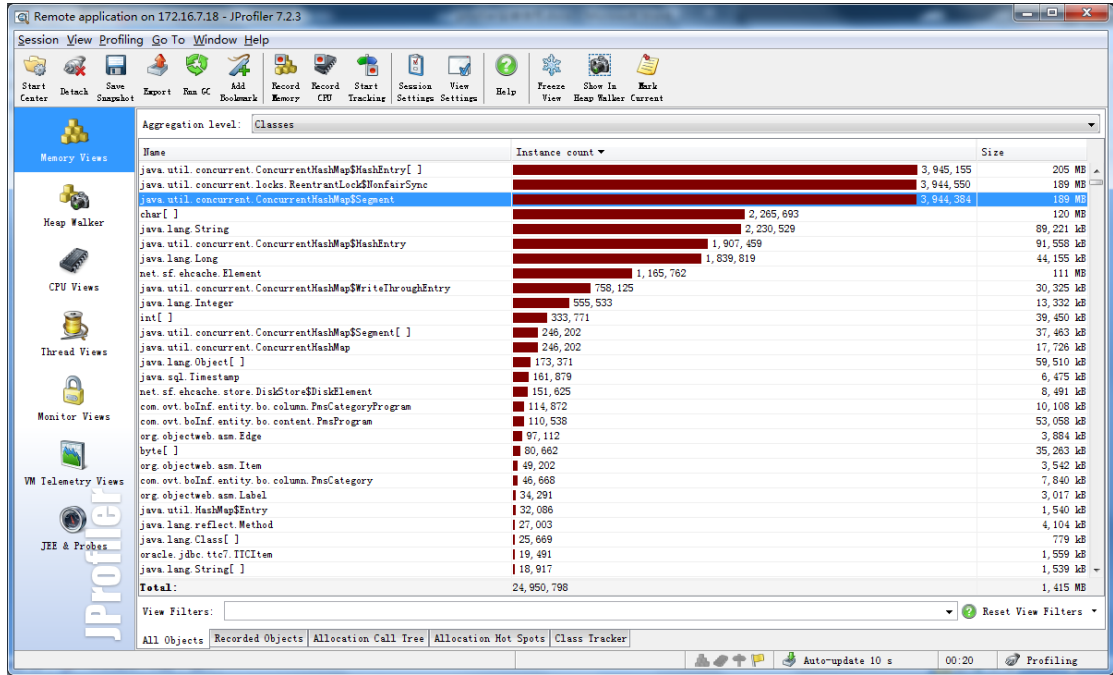 Remote application on 172.16.7.18 - JProfiler 7.2.3
Session View Profiling Go To Window Help
Start Center Detach Save Snapshot Export Run GC Add Bookmark Record Memory Record CPU Start Tracking Session Settings View Settings Help Freeze View Show In Heap Walker Mark Current
Memory Views
Heap Walker
CPU Views
Thread Views
Monitor Views
VM Telemetry Views
JEE & Probes
JProfiler
Aggregation level: Classes
Name Instance count Size
java.util.concurrent.ConcurrentHashMap$HashEntry[ ] 3,945,155 205 MB
java.util.concurrent.locks.ReentrantLock$NonfairSync 3,944,550 189 MB
java.util.concurrent.ConcurrentHashMap$Segment 3,944,384 189 MB
char[ ] 2,265,693 120 MB
java.lang.String 2,230,529 89,221 kB
java.util.concurrent.ConcurrentHashMap$HashEntry 1,907,459 91,558 kB
java.lang.Long 1,839,819 44,155 kB
net.sf.ehcache.Element 1,165,762 111 MB
java.util.concurrent.ConcurrentHashMap$WriteThroughEntry 758,125 30,325 kB
java.lang.Integer 555,533 13,332 kB
int[ ] 333,771 39,450 kB
java.util.concurrent.ConcurrentHashMap$Segment[ ] 246,202 37,463 kB
java.util.concurrent.ConcurrentHashMap 246,202 17,726 kB
java.lang.Object[ ] 173,371 59,510 kB
java.sql.Timestamp 161,879 6,475 kB
net.sf.ehcache.store.DiskStore$DiskElement 151,625 8,491 kB
com.ovt.boInf.entity.bo.column.PmsCategoryProgram 114,872 10,108 kB
com.ovt.boInf.entity.bo.content.PmsProgram 110,538 53,058 kB
org.objectweb.asm.Edge 97,112 3,884 kB
byte[ ] 80,662 35,263 kB
org.objectweb.asm.Item 49,202 3,542 kB
com.ovt.boInf.entity.bo.column.PmsCategory 46,668 7,840 kB
org.objectweb.asm.Label 34,291 3,017 kB
java.util.HashMap$Entry 32,086 1,540 kB
java.lang.reflect.Method 27,003 4,104 kB
java.lang.Class[ ] 25,669 779 kB
oracle.jdbc.ttc7.TTCItem 19,491 1,559 kB
java.lang.String[ ] 18,917 1,539 kB
Total: 24,950,798 1,415 MB
View Filters: Reset View Filters
All Objects Recorded Objects Allocation Call Tree Allocation Hot Spots Class Tracker
Auto-update 10 s 00:20 Profiling